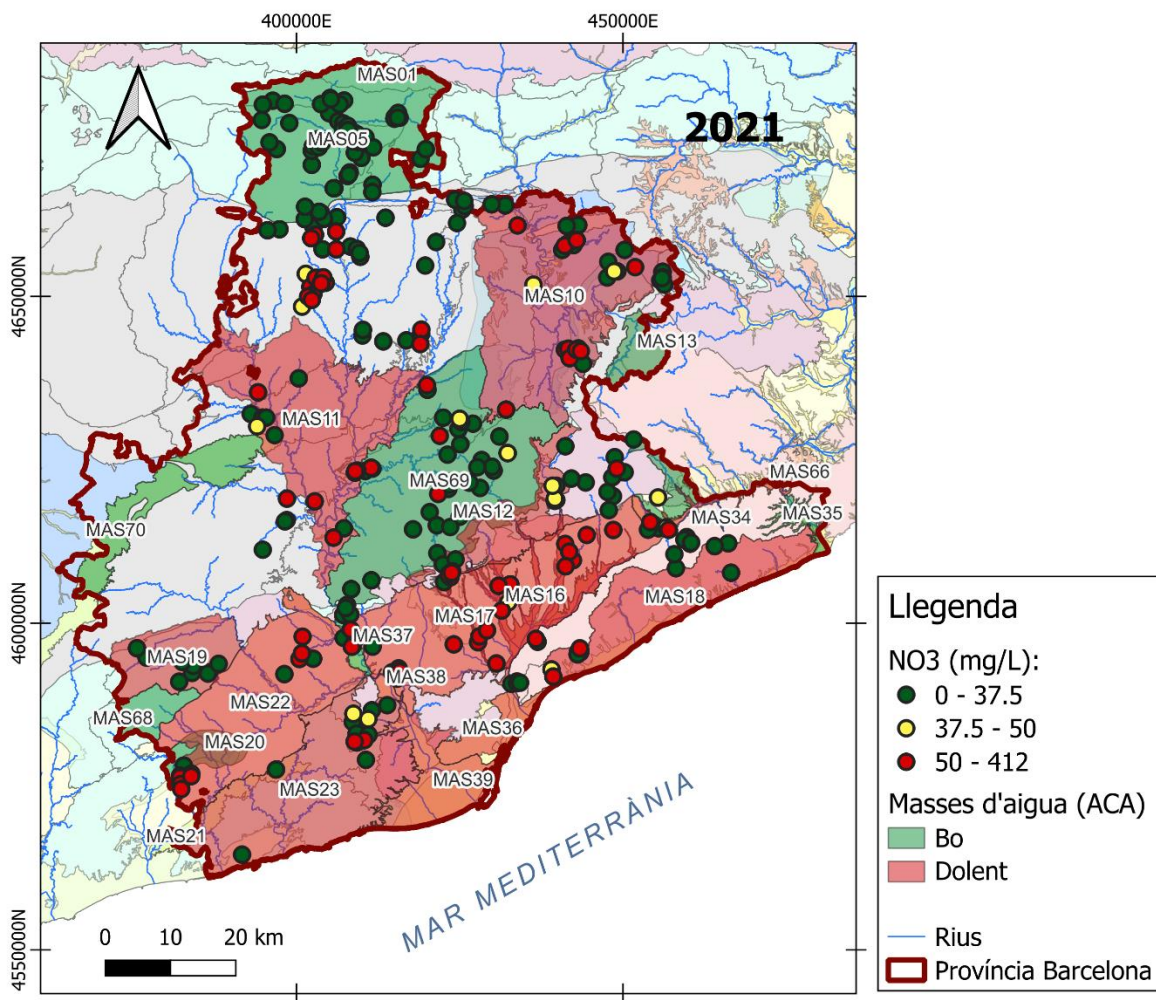 400000E
450000E
2021
MAS01
MAS05
4650000N
MAS10
MAS13
MAS11
MAS69
MAS12
MAS66
MAS70
MAS34
MAS35
MAS16
MAS18
MAS17
4600000N
MAS37
MAS19
MAS38
MAS22
MAS68
MAS36
MAS20
MAS39
MAS23
MAS21
MAR MEDITERRÀNIA
0 10 20 km
4550000N
Llegenda
NO3 (mg/L):
0 - 37.5
37.5 - 50
50 - 412
Masses d'aigua (ACA)
Bo
Dolent
Rius
Província Barcelona